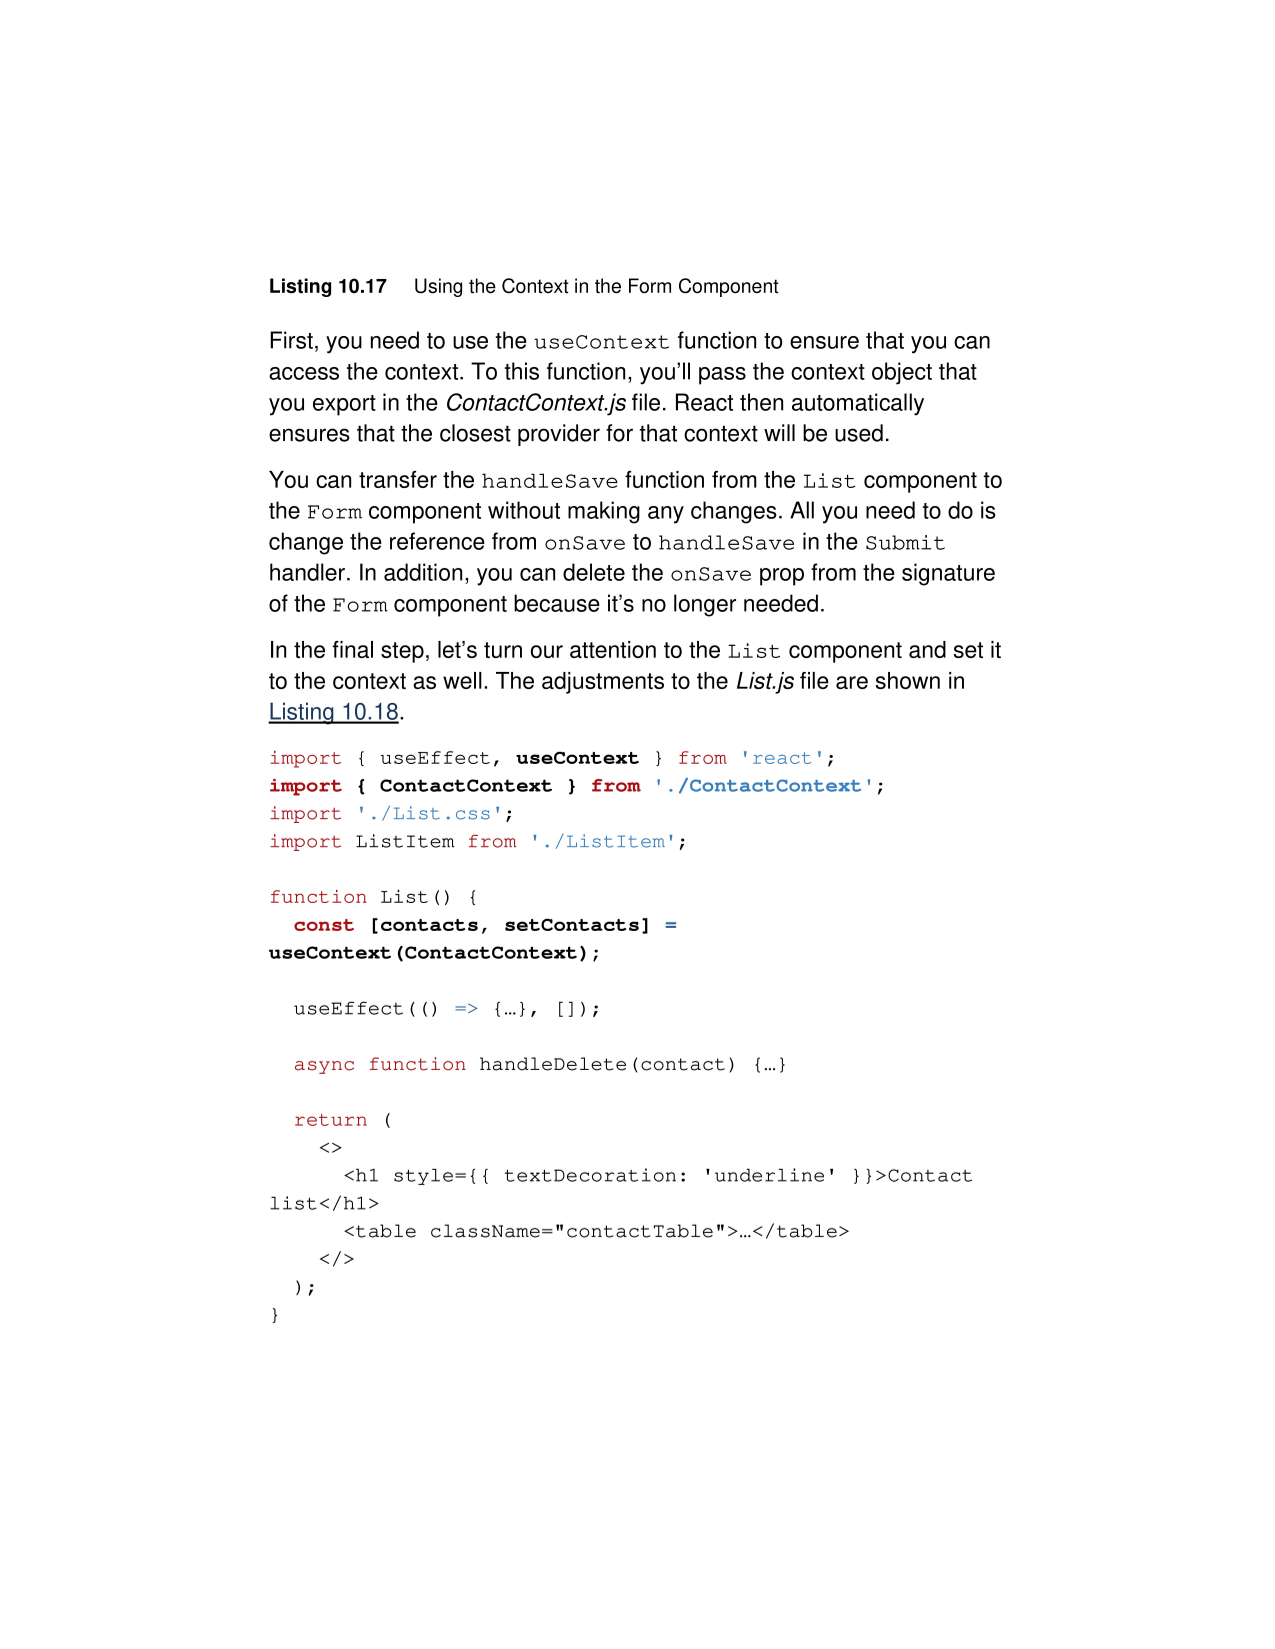 Listing 10.17 Using the Context in the Form Component
First, you need to use the useContext function to ensure that you can
access the context. To this function, you’ll pass the context object that
you export in the ContactContext.js file. React then automatically
ensures that the closest provider for that context will be used.
You can transfer the handleSave function from the List component to
the Form component without making any changes. All you need to do is
change the reference from onSave to handleSave in the Submit
handler. In addition, you can delete the onSave prop from the signature
of the Form component because it’s no longer needed.
In the final step, let’s turn our attention to the List component and set it
to the context as well. The adjustments to the List.js file are shown in
Listing 10.18.
import { useEffect, useContext } from 'react';
import { ContactContext } from './ContactContext';
import './List.css';
import ListItem from './ListItem';
function List() {
  const [contacts, setContacts] =
useContext(ContactContext);
  useEffect(() => {…}, []);
  async function handleDelete(contact) {…}
  return (
    <>
      <h1 style={{ textDecoration: 'underline' }}>Contact
list</h1>
      <table className="contactTable">…</table>
    </>
  );
}